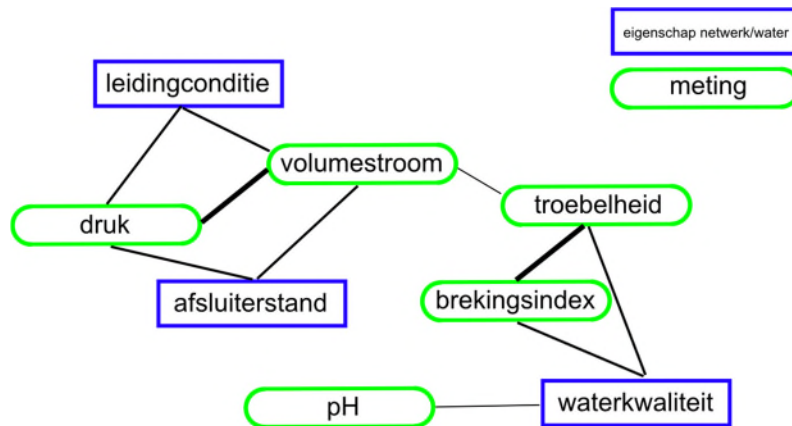 eigenschap netwerk/water
meting
leidingconditie
volumestroom
druk
troebelheid
afsluiterstand
brekingsindex
pH
waterkwaliteit